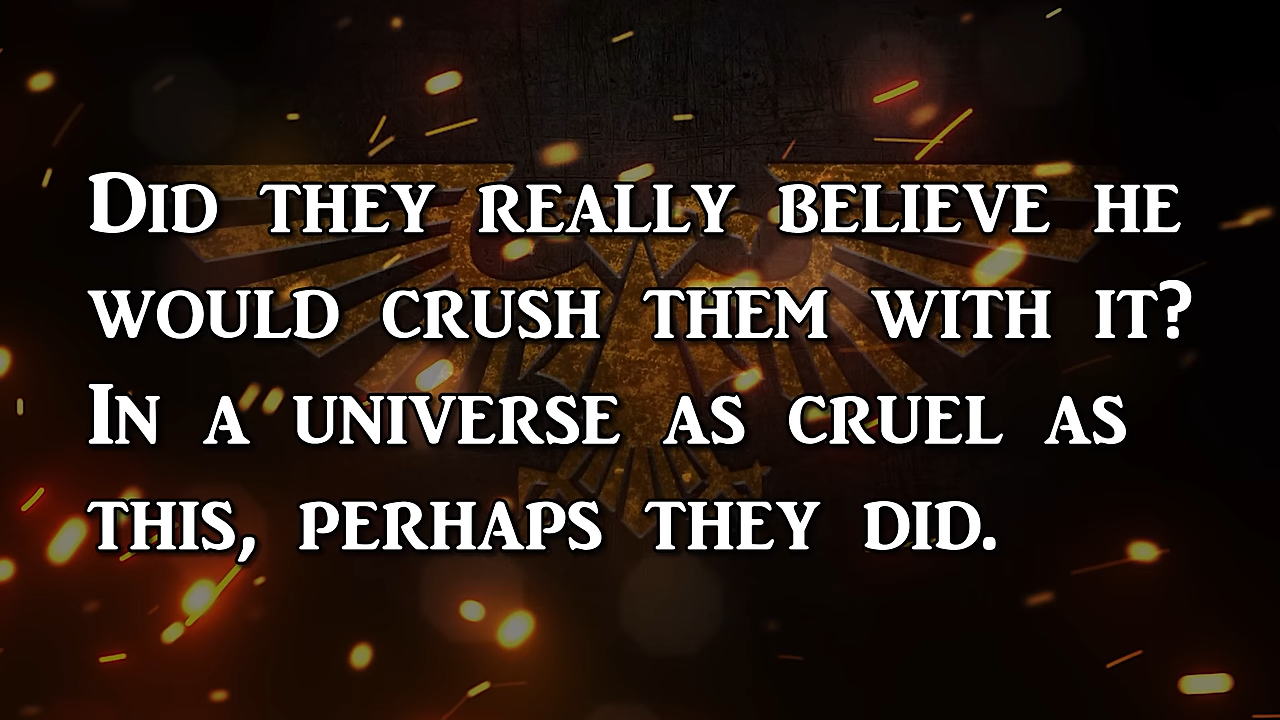 Did they really believe he
would crush them with it?
In a universe as cruel as
this, perhaps they did.